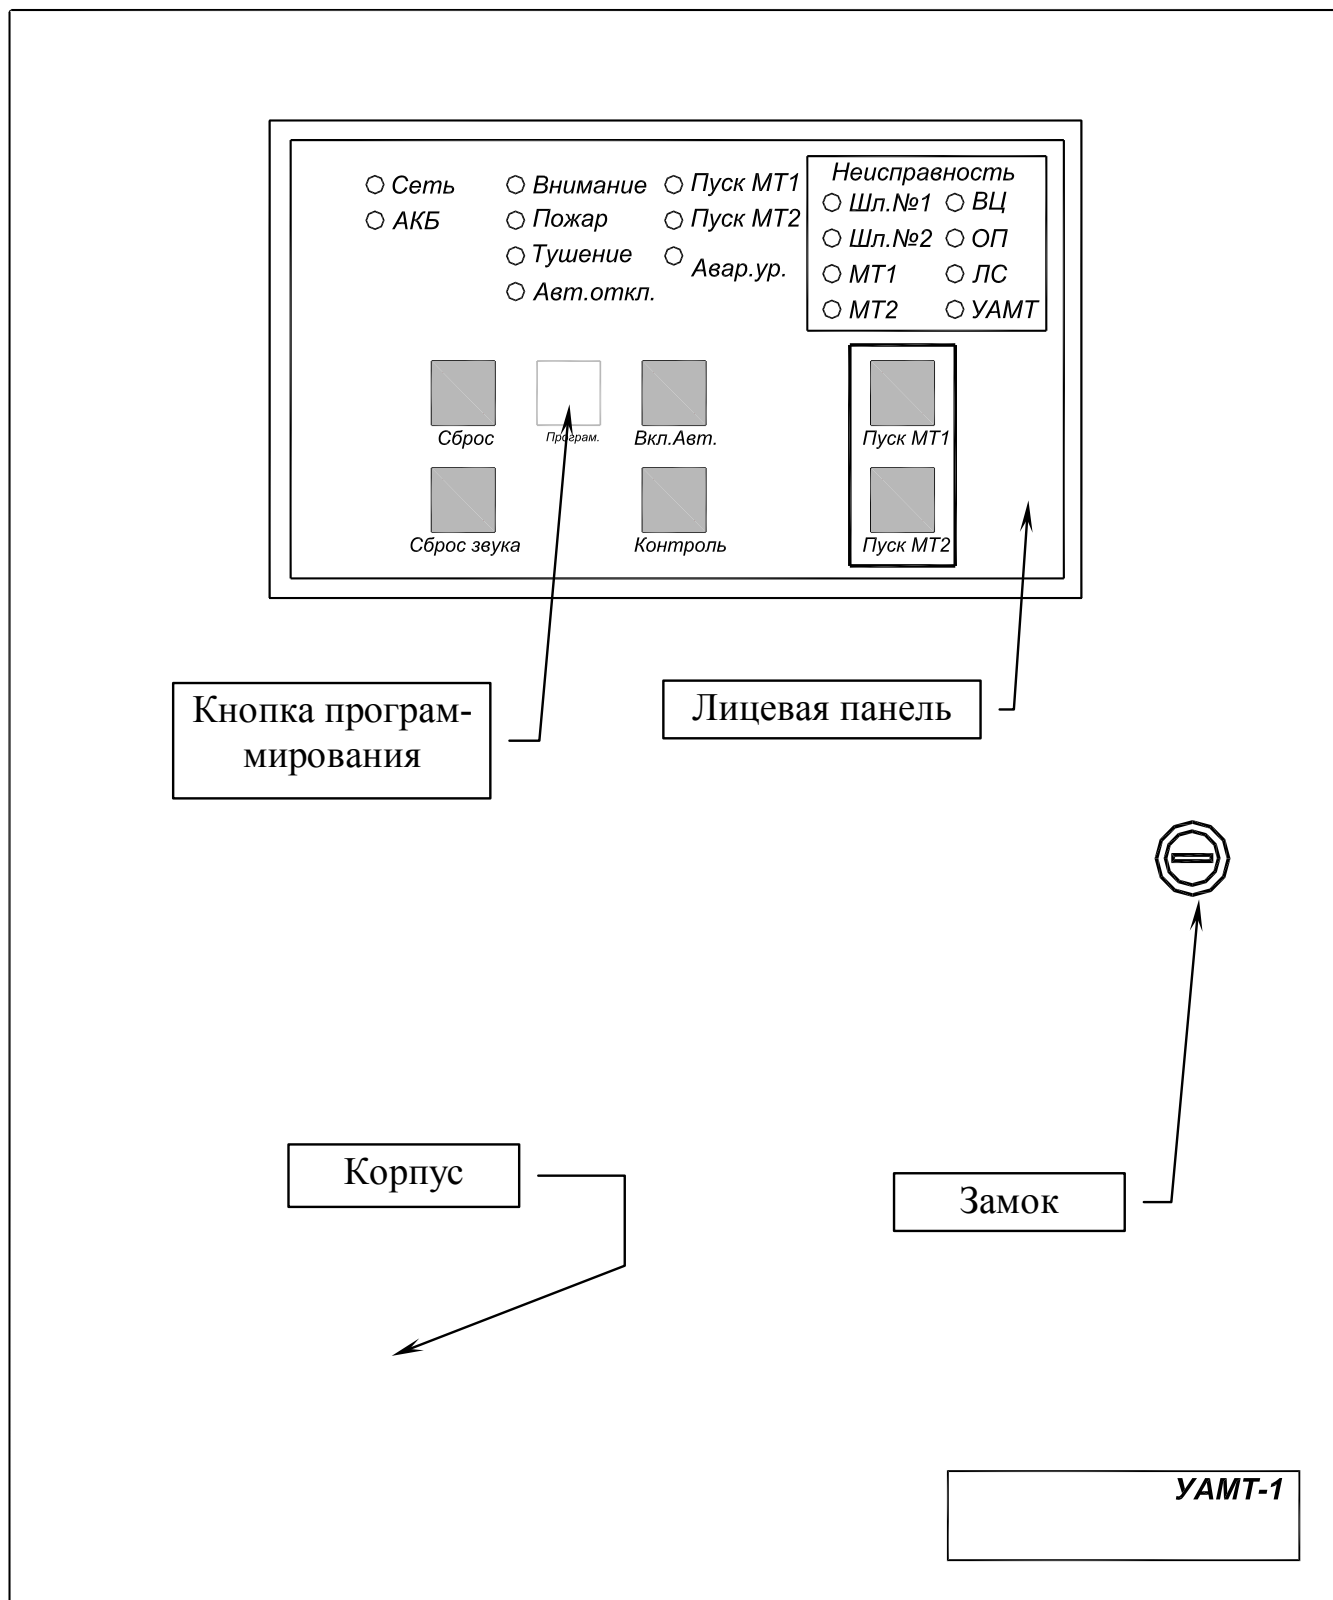 Сеть
АКБ
Внимание
Пожар
Тушение
Авт.откл.
Пуск МТ1
Пуск МТ2
Авар.ур.
Неисправность
Шл.№1
Шл.№2
МТ1
МТ2
ВЦ
ОП
ЛС
УАМТ
Сброс
Програм.
Вкл.Авт.
Пуск МТ1
Сброс звука
Контроль
Пуск МТ2
Кнопка програм-
мирования
Лицевая панель
Корпус
Замок
УАМТ-1